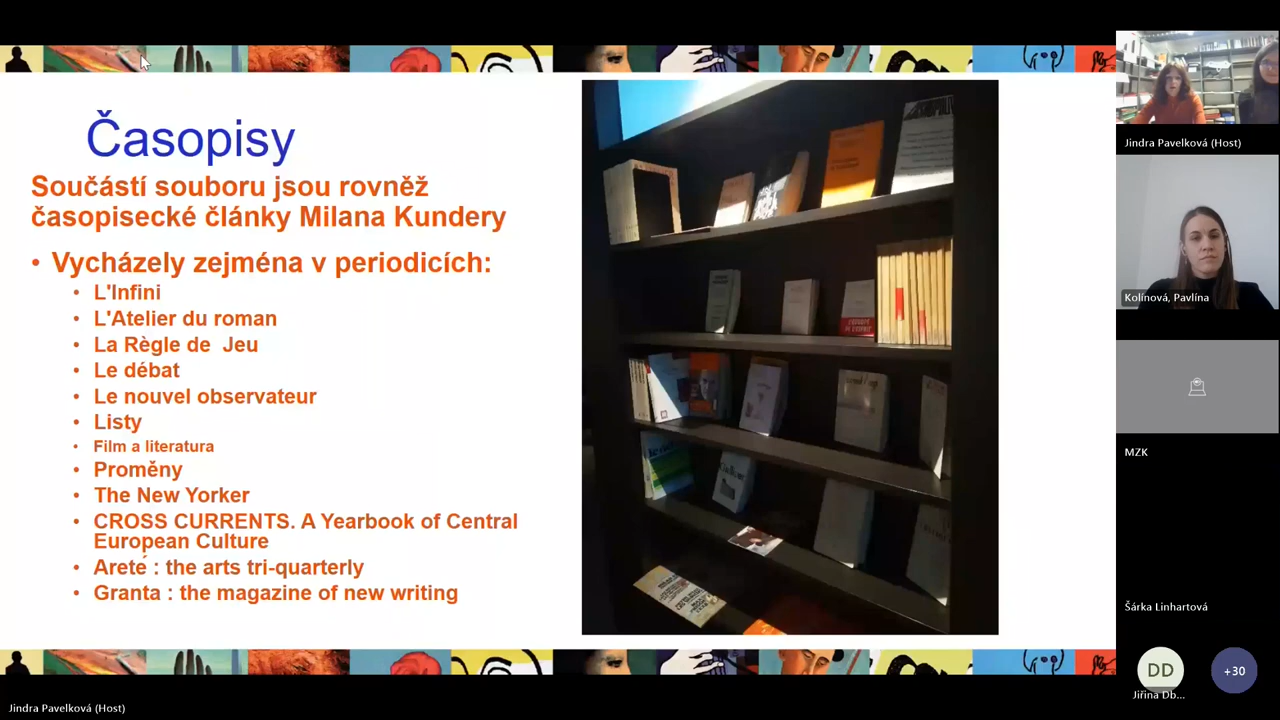 Časopisy
Součástí souboru jsou rovněž
časopisecké články Milana Kundery
• Vycházely zejména v periodicích:
• L'Infini
• L'Atelier du roman
• La Règle de Jeu
• Le débat
• Le nouvel observateur
• Listy
• Film a literatura
• Proměny
• The New Yorker
• CROSS CURRENTS. A Yearbook of Central
European Culture
• Areté : the arts tri-quarterly
• Granta : the magazine of new writing
Jindra Pavelková (Host)
Kolínová, Pavlína
MZK
Šárka Linhartová
DD
Jiřina Db...
+30
Jindra Pavelková (Host)